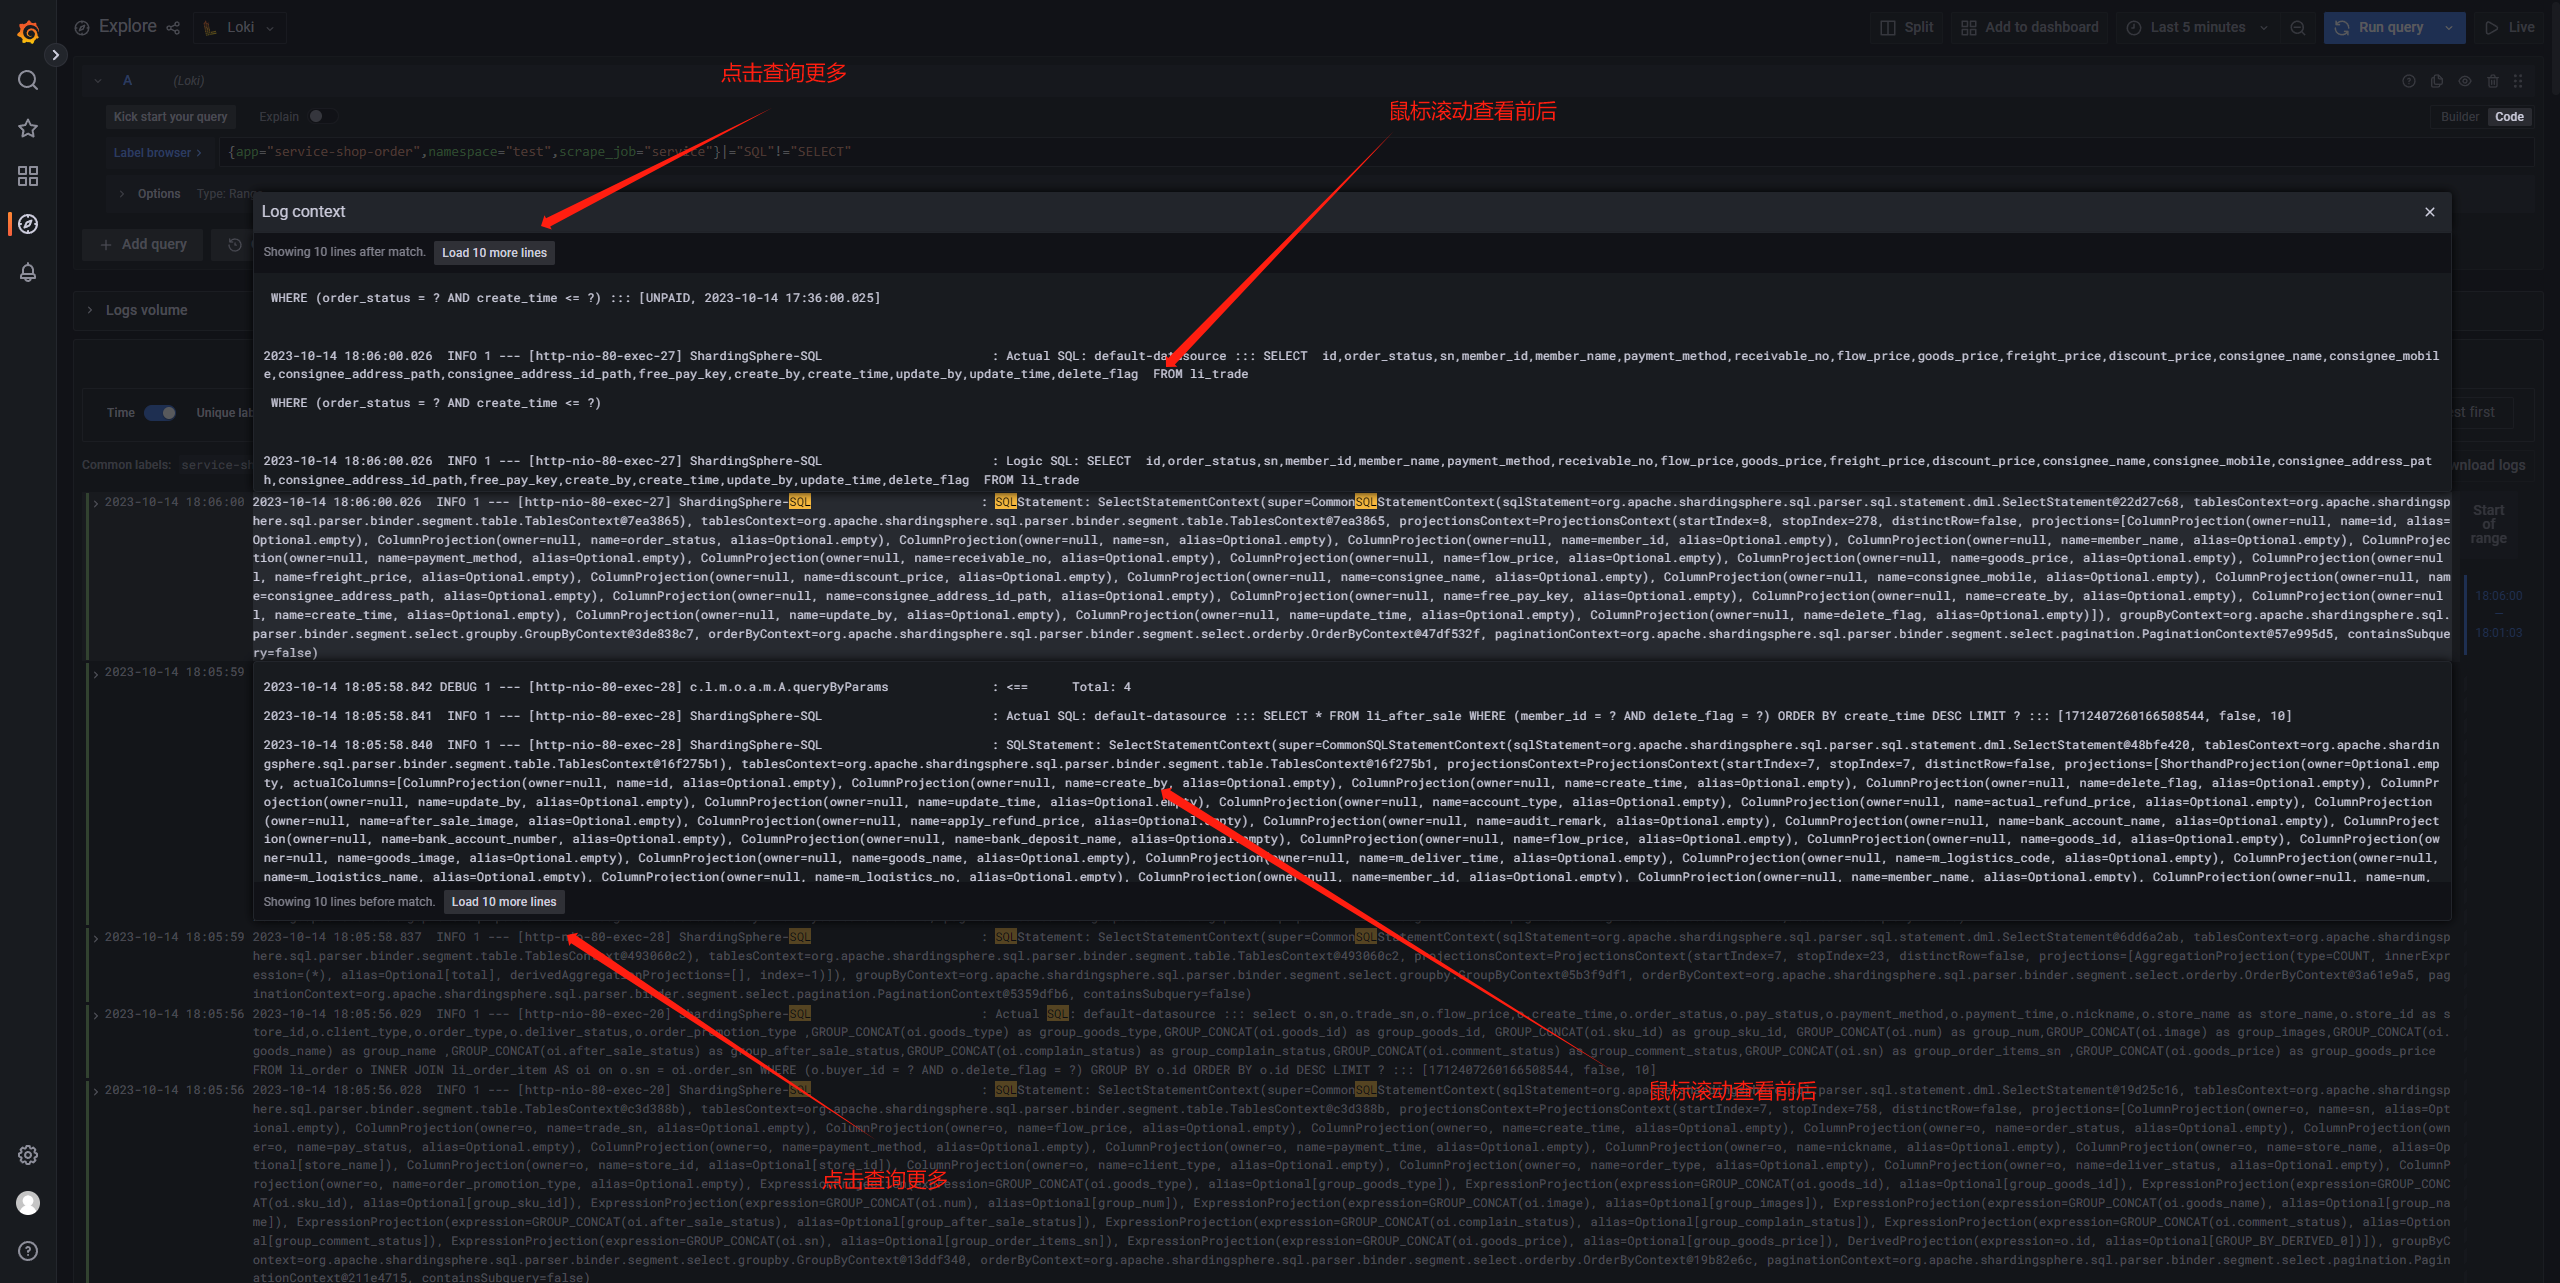 Explore
Loki
Split
Add to dashboard
Last 5 minutes
Run query
Live
点击查询更多
鼠标滚动查看前后
A
(Loki)
Kick start your query
Explain
Builder
Code
Label browser >
{app="service-shop-order",namespace="test",scrape_job="service"}|="SQL"!="SELECT"
Options
Type: Rang
Log context
Add query
Showing 10 lines after match.
Load 10 more lines
WHERE (order_status = ? AND create_time <= ?) ::: [UNPAID, 2023-10-14 17:36:00.025]
Logs volume
2023-10-14 18:06:00.026  INFO 1 --- [http-nio-80-exec-27] ShardingSphere-SQL : Actual SQL: default-datasource ::: SELECT  id,order_status,sn,member_id,member_name,payment_method,receivable_no,flow_price,goods_price,freight_price,discount_price,consignee_name,consignee_mobil
e,consignee_address_path,consignee_address_id_path,free_pay_key,create_by,create_time,update_by,update_time,delete_flag  FROM li_trade
WHERE (order_status = ? AND create_time <= ?)
Time
Unique lab
st first
2023-10-14 18:06:00.026  INFO 1 --- [http-nio-80-exec-27] ShardingSphere-SQL : Logic SQL: SELECT  id,order_status,sn,member_id,member_name,payment_method,receivable_no,flow_price,goods_price,freight_price,discount_price,consignee_name,consignee_mobile,consignee_address_pat
h,consignee_address_id_path,free_pay_key,create_by,create_time,update_by,update_time,delete_flag  FROM li_trade
Common labels: service-sh
wnload logs
2023-10-14 18:06:00 2023-10-14 18:06:00.026  INFO 1 --- [http-nio-80-exec-27] ShardingSphere-SQL : SQLStatement: SelectStatementContext(super=CommonSQLStatementContext(sqlStatement=org.apache.shardingsphere.sql.parser.sql.statement.dml.SelectStatement@22d27c68, tablesContext=org.apache.shardingsp
here.sql.parser.binder.segment.table.TablesContext@7ea3865), tablesContext=org.apache.shardingsphere.sql.parser.binder.segment.table.TablesContext@7ea3865, projectionsContext=ProjectionsContext(startIndex=8, stopIndex=278, distinctRow=false, projections=[ColumnProjection(owner=null, name=id, alias=
Optional.empty), ColumnProjection(owner=null, name=order_status, alias=Optional.empty), ColumnProjection(owner=null, name=sn, alias=Optional.empty), ColumnProjection(owner=null, name=member_id, alias=Optional.empty), ColumnProjection(owner=null, name=member_name, alias=Optional.empty), ColumnProjec
tion(owner=null, name=payment_method, alias=Optional.empty), ColumnProjection(owner=null, name=receivable_no, alias=Optional.empty), ColumnProjection(owner=null, name=flow_price, alias=Optional.empty), ColumnProjection(owner=null, name=goods_price, alias=Optional.empty), ColumnProjection(owner=nul
l, name=freight_price, alias=Optional.empty), ColumnProjection(owner=null, name=discount_price, alias=Optional.empty), ColumnProjection(owner=null, name=consignee_name, alias=Optional.empty), ColumnProjection(owner=null, name=consignee_mobile, alias=Optional.empty), ColumnProjection(owner=null, nam
e=consignee_address_path, alias=Optional.empty), ColumnProjection(owner=null, name=consignee_address_id_path, alias=Optional.empty), ColumnProjection(owner=null, name=free_pay_key, alias=Optional.empty), ColumnProjection(owner=null, name=create_by, alias=Optional.empty), ColumnProjection(owner=nul
l, name=create_time, alias=Optional.empty), ColumnProjection(owner=null, name=update_by, alias=Optional.empty), ColumnProjection(owner=null, name=update_time, alias=Optional.empty), ColumnProjection(owner=null, name=delete_flag, alias=Optional.empty)]), groupByContext=org.apache.shardingsphere.sql.
parser.binder.segment.select.groupby.GroupByContext@3de838c7, orderByContext=org.apache.shardingsphere.sql.parser.binder.segment.select.orderby.OrderByContext@47df532f, paginationContext=org.apache.shardingsphere.sql.parser.binder.segment.select.pagination.PaginationContext@57e995d5, containsSubque
ry=false)
Start
of
range
18:06:00
—
18:01:03
2023-10-14 18:05:59
2023-10-14 18:05:58.842 DEBUG 1 --- [http-nio-80-exec-28] c.l.m.o.a.m.A.queryByParams : <==      Total: 4
2023-10-14 18:05:58.841  INFO 1 --- [http-nio-80-exec-28] ShardingSphere-SQL : Actual SQL: default-datasource ::: SELECT * FROM li_after_sale WHERE (member_id = ? AND delete_flag = ?) ORDER BY create_time DESC LIMIT ? ::: [1712407260166508544, false, 10]
2023-10-14 18:05:58.840  INFO 1 --- [http-nio-80-exec-28] ShardingSphere-SQL : SQLStatement: SelectStatementContext(super=CommonSQLStatementContext(sqlStatement=org.apache.shardingsphere.sql.parser.sql.statement.dml.SelectStatement@48bfe420, tablesContext=org.apache.shardin
gsphere.sql.parser.binder.segment.table.TablesContext@16f275b1), tablesContext=org.apache.shardingsphere.sql.parser.binder.segment.table.TablesContext@16f275b1, projectionsContext=ProjectionsContext(startIndex=7, stopIndex=7, distinctRow=false, projections=[ShorthandProjection(owner=Optional.emp
ty, actualColumns=[ColumnProjection(owner=null, name=id, alias=Optional.empty), ColumnProjection(owner=null, name=create_by, alias=Optional.empty), ColumnProjection(owner=null, name=create_time, alias=Optional.empty), ColumnProjection(owner=null, name=delete_flag, alias=Optional.empty), ColumnPr
ojection(owner=null, name=update_by, alias=Optional.empty), ColumnProjection(owner=null, name=update_time, alias=Optional.empty), ColumnProjection(owner=null, name=account_type, alias=Optional.empty), ColumnProjection(owner=null, name=actual_refund_price, alias=Optional.empty), ColumnProjection
(owner=null, name=after_sale_image, alias=Optional.empty), ColumnProjection(owner=null, name=apply_refund_price, alias=Optional.empty), ColumnProjection(owner=null, name=audit_remark, alias=Optional.empty), ColumnProjection(owner=null, name=bank_account_name, alias=Optional.empty), ColumnProject
ion(owner=null, name=bank_account_number, alias=Optional.empty), ColumnProjection(owner=null, name=bank_deposit_name, alias=Optional.empty), ColumnProjection(owner=null, name=flow_price, alias=Optional.empty), ColumnProjection(owner=null, name=goods_id, alias=Optional.empty), ColumnProjection(ow
ner=null, name=goods_image, alias=Optional.empty), ColumnProjection(owner=null, name=goods_name, alias=Optional.empty), ColumnProjection(owner=null, name=m_deliver_time, alias=Optional.empty), ColumnProjection(owner=null, name=m_logistics_code, alias=Optional.empty), ColumnProjection(owner=null,
name=m_logistics_name, alias=Optional.empty), ColumnProjection(owner=null, name=m_logistics_no, alias=Optional.empty), ColumnProjection(owner=null, name=member_id, alias=Optional.empty), ColumnProjection(owner=null, name=member_name, alias=Optional.empty), ColumnProjection(owner=null, name=num,
Showing 10 lines before match.
Load 10 more lines
2023-10-14 18:05:59 2023-10-14 18:05:58.837  INFO 1 --- [http-nio-80-exec-28] ShardingSphere-SQL : SQLStatement: SelectStatementContext(super=CommonSQLStatementContext(sqlStatement=org.apache.shardingsphere.sql.parser.sql.statement.dml.SelectStatement@6dd6a2ab, tablesContext=org.apache.shardingsp
here.sql.parser.binder.segment.table.TablesContext@493060c2), tablesContext=org.apache.shardingsphere.sql.parser.binder.segment.table.TablesContext@493060c2, projectionsContext=ProjectionsContext(startIndex=7, stopIndex=23, distinctRow=false, projections=[AggregationProjection(type=COUNT, innerExpr
ession=(*), alias=Optional[total], derivedAggregationProjections=[], index=-1)]), groupByContext=org.apache.shardingsphere.sql.parser.binder.segment.select.groupby.GroupByContext@5b3f9df1, orderByContext=org.apache.shardingsphere.sql.parser.binder.segment.select.orderby.OrderByContext@3a61e9a5, pag
inationContext=org.apache.shardingsphere.sql.parser.binder.segment.select.pagination.PaginationContext@5359dfb6, containsSubquery=false)
2023-10-14 18:05:56 2023-10-14 18:05:56.029  INFO 1 --- [http-nio-80-exec-20] ShardingSphere-SQL : Actual SQL: default-datasource ::: select o.sn,o.trade_sn,o.flow_price,o.create_time,o.order_status,o.pay_status,o.payment_method,o.payment_time,o.nickname,o.store_name as store_name,o.store_id as s
tore_id,o.client_type,o.order_type,o.deliver_status,o.order_promotion_type ,GROUP_CONCAT(oi.goods_type) as group_goods_type,GROUP_CONCAT(oi.goods_id) as group_goods_id, GROUP_CONCAT(oi.sku_id) as group_sku_id, GROUP_CONCAT(oi.num) as group_num,GROUP_CONCAT(oi.image) as group_images,GROUP_CONCAT(oi.
goods_name) as group_name ,GROUP_CONCAT(oi.after_sale_status) as group_after_sale_status,GROUP_CONCAT(oi.complain_status) as group_complain_status,GROUP_CONCAT(oi.comment_status) as group_comment_status,GROUP_CONCAT(oi.sn) as group_order_items_sn ,GROUP_CONCAT(oi.goods_price) as group_goods_price
FROM li_order o INNER JOIN li_order_item AS oi on o.sn = oi.order_sn WHERE (o.buyer_id = ? AND o.delete_flag = ?) GROUP BY o.id ORDER BY o.id DESC LIMIT ? ::: [1712407260166508544, false, 10]
2023-10-14 18:05:56 2023-10-14 18:05:56.028  INFO 1 --- [http-nio-80-exec-20] ShardingSphere-SQL : SQLStatement: SelectStatementContext(super=CommonSQLStatementContext(sqlStatement=org.apache.shardingsphere.sql.parser.sql.statement.dml.SelectStatement@19d25c16, tablesContext=org.apache.shardingsp
鼠标滚动查看前后
here.sql.parser.binder.segment.table.TablesContext@c3d388b), tablesContext=org.apache.shardingsphere.sql.parser.binder.segment.table.TablesContext@c3d388b, projectionsContext=ProjectionsContext(startIndex=7, stopIndex=758, distinctRow=false, projections=[ColumnProjection(owner=o, name=sn, alias=Opt
ional.empty), ColumnProjection(owner=o, name=trade_sn, alias=Optional.empty), ColumnProjection(owner=o, name=flow_price, alias=Optional.empty), ColumnProjection(owner=o, name=create_time, alias=Optional.empty), ColumnProjection(owner=o, name=order_status, alias=Optional.empty), ColumnProjection(own
er=o, name=pay_status, alias=Optional.empty), ColumnProjection(owner=o, name=payment_method, alias=Optional.empty), ColumnProjection(owner=o, name=payment_time, alias=Optional.empty), ColumnProjection(owner=o, name=nickname, alias=Optional.empty), ColumnProjection(owner=o, name=store_name, alias=Op
tional[store_name]), ColumnProjection(owner=o, name=store_id, alias=Optional[store_id]), ColumnProjection(owner=o, name=client_type, alias=Optional.empty), ColumnProjection(owner=o, name=order_type, alias=Optional.empty), ColumnProjection(owner=o, name=deliver_status, alias=Optional.empty), ColumnP
点击查询更多
rojection(owner=o, name=order_promotion_type, alias=Optional.empty), expression=GROUP_CONCAT(oi.goods_type), alias=Optional[group_goods_type]), ExpressionProjection(expression=GROUP_CONCAT(oi.goods_id), alias=Optional[group_goods_id]), ExpressionProjection(expression=GROUP_CONC
AT(oi.sku_id), alias=Optional[group_sku_id]), ExpressionProjection(expression=GROUP_CONCAT(oi.num), alias=Optional[group_num]), ExpressionProjection(expression=GROUP_CONCAT(oi.image), alias=Optional[group_images]), ExpressionProjection(expression=GROUP_CONCAT(oi.goods_name), alias=Optional[group_na
me]), ExpressionProjection(expression=GROUP_CONCAT(oi.after_sale_status), alias=Optional[group_after_sale_status]), ExpressionProjection(expression=GROUP_CONCAT(oi.complain_status), alias=Optional[group_complain_status]), ExpressionProjection(expression=GROUP_CONCAT(oi.comment_status), alias=Option
[group_comment_status]), ExpressionProjection(expression=GROUP_CONCAT(oi.sn), alias=Optional[group_order_items_sn]), ExpressionProjection(expression=GROUP_CONCAT(oi.goods_price), alias=Optional[group_goods_price]), DerivedProjection(expression=o.id, alias=Optional[GROUP_BY_DERIVED_0])]), groupByC
ontext=org.apache.shardingsphere.sql.parser.binder.segment.select.groupby.GroupByContext@13ddf340, orderByContext=org.apache.shardingsphere.sql.parser.binder.segment.select.orderby.OrderByContext@19b82e6c, paginationContext=org.apache.shardingsphere.sql.parser.binder.segment.select.pagination.Pagin
ationContext@211e4715, containsSubquery=false)